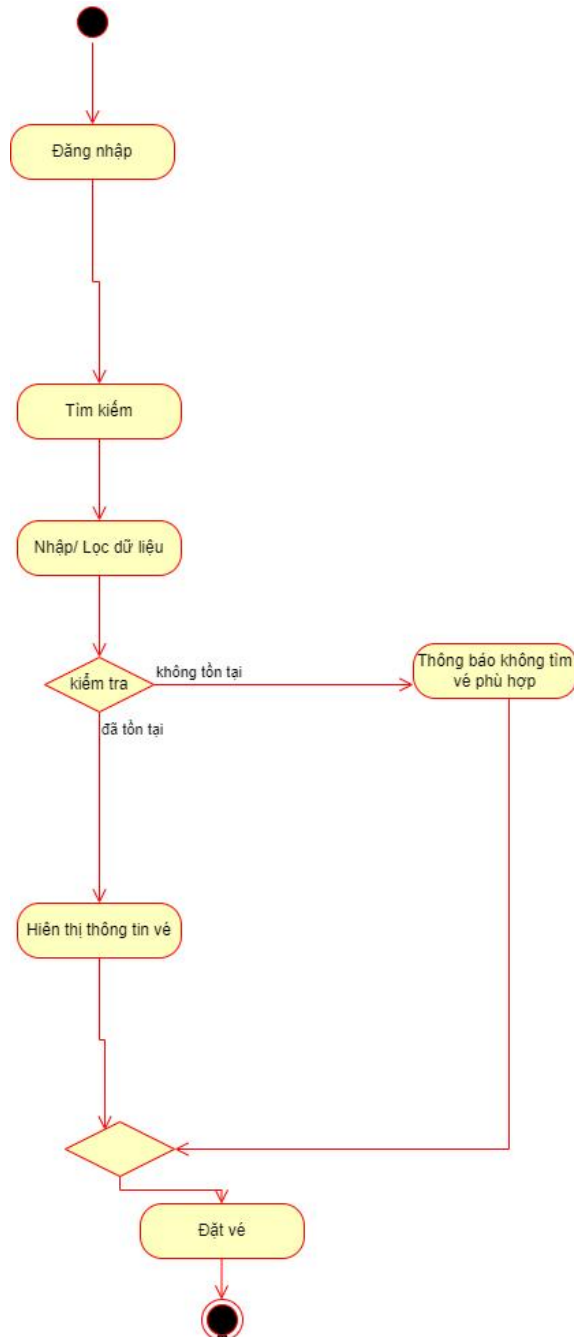 Đăng nhập
Tìm kiếm
Nhập/ Lọc dữ liệu
kiểm tra
không tồn tại
Thông báo không tìm
vé phù hợp
đã tồn tại
Hiên thị thông tin vé
Đặt vé